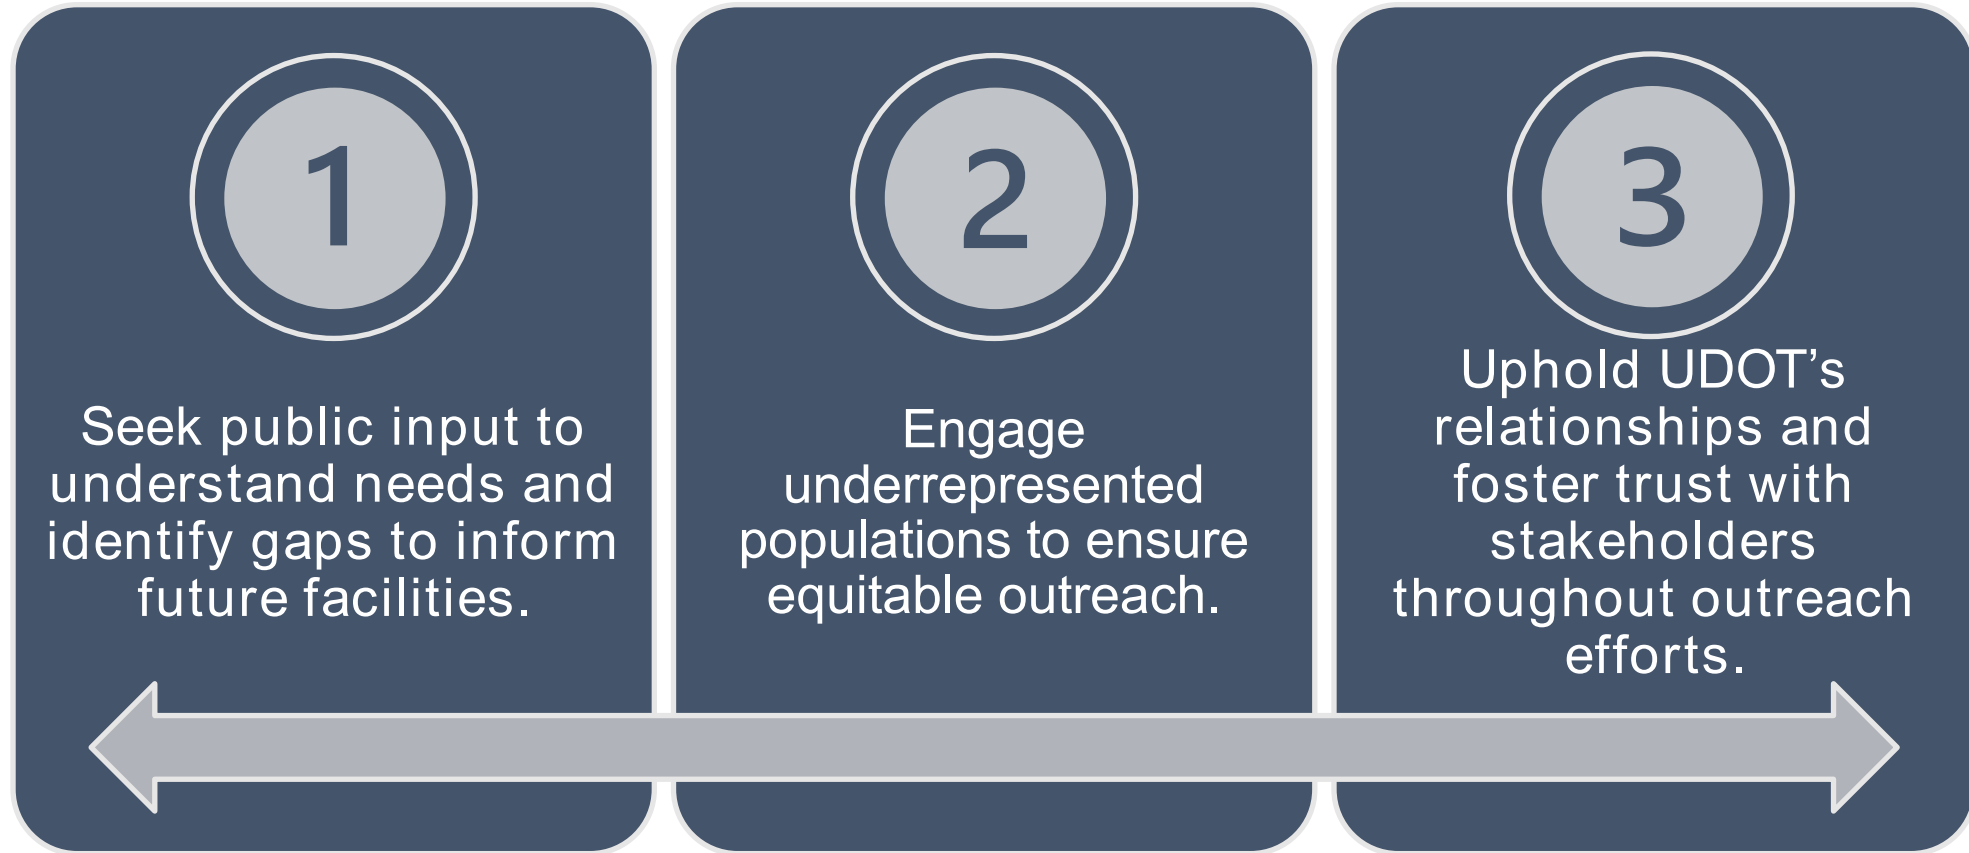 1
Seek public input to
understand needs and
identify gaps to inform
future facilities.
2
Engage
underrepresented
populations to ensure
equitable outreach.
3
Uphold UDOT’s
relationships and
foster trust with
stakeholders
throughout outreach
efforts.